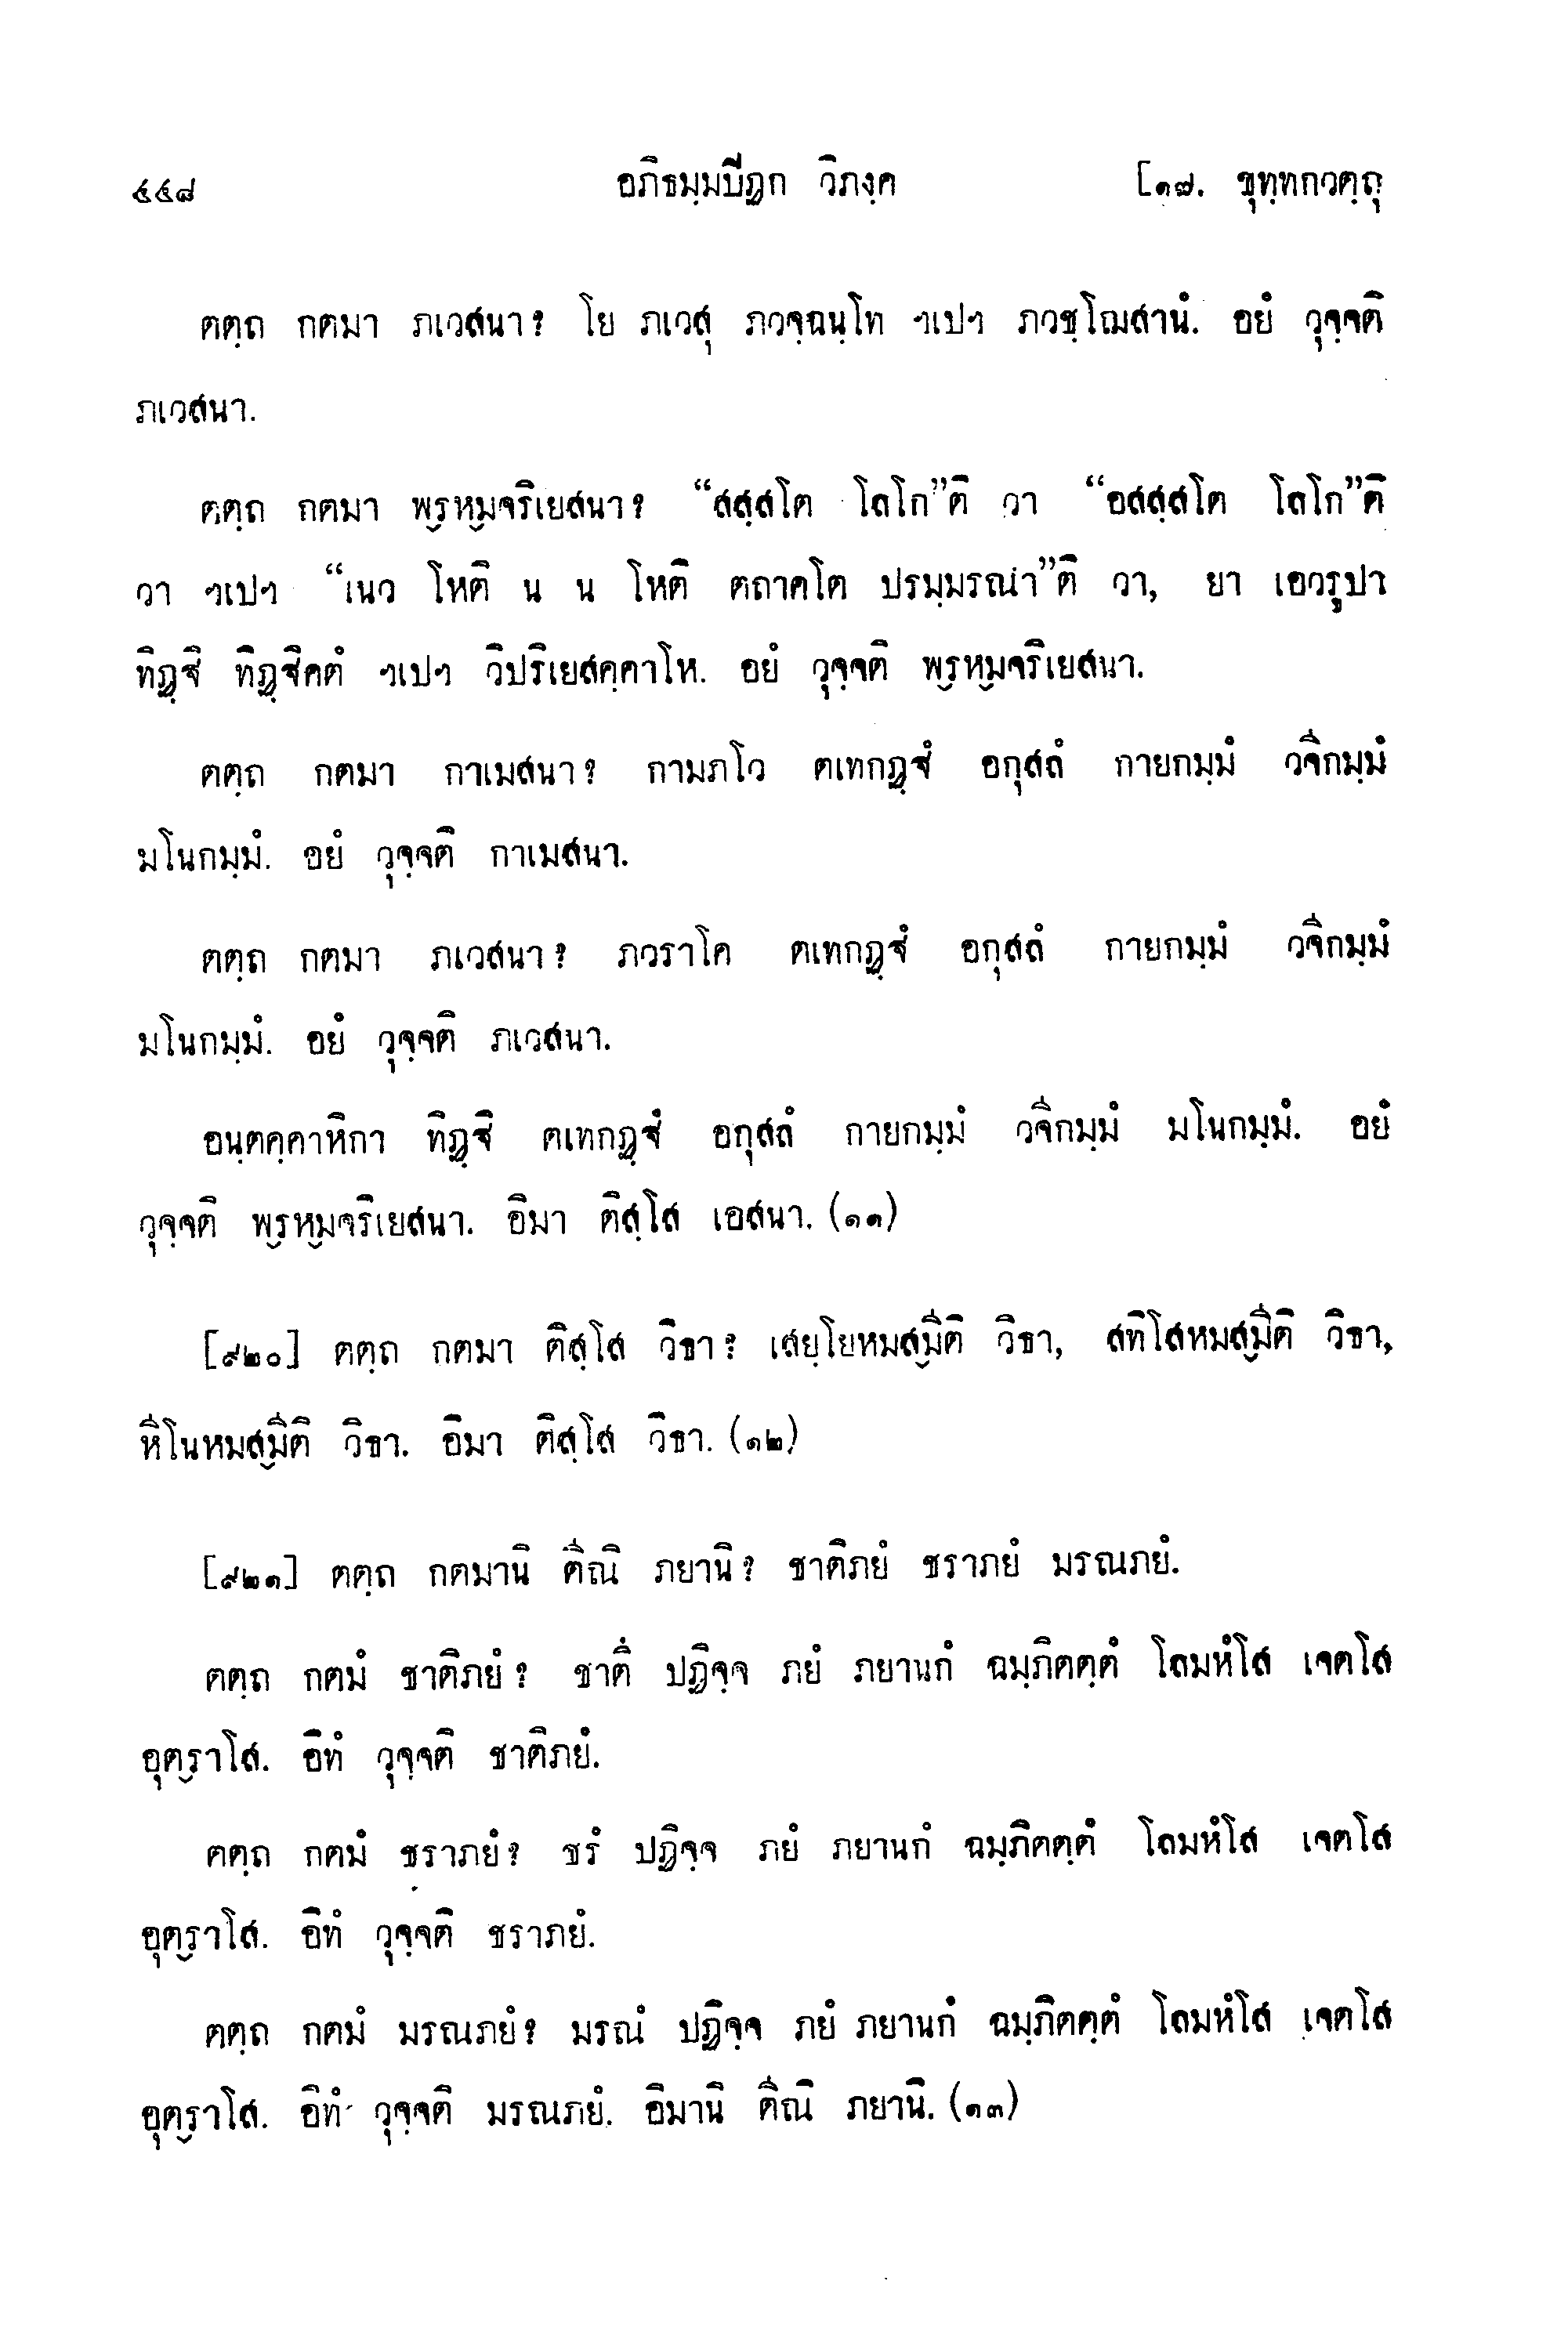 ๕๕๘ อภิธมฺมปีฏก วิภงฺค [๑๗. ขุทฺทกวตฺถุ
ตตฺถ กตมา ภเวสนา? โย ภเวสุ ภวจฺฉนฺโท ฯเปฯ ภวชฺโฌสานํ. อยํ วุจฺจติ
ภเวสนา.
ตตฺถ กตมา พฺรหฺมจริเยสนา? “สสฺสโต โลโก”ติ วา “อสสฺสโต โลโก”ติ
วา ฯเปฯ “เนว โหติ น น โหติ ตถาคโต ปรมฺมรณา”ติ วา, ยา เอวรูปา
ทิฏฺฐิ ทิฏฺฐิคตํ ฯเปฯ วิปริเยสคฺคาโห. อยํ วุจฺจติ พฺรหฺมจริเยสนา.
ตตฺถ กตมา กาเมสนา? กามภโว ตเทกฏฺฐํ อกุสลํ กายกมฺมํ วจีกมฺมํ
มโนกมฺมํ. อยํ วุจฺจติ กาเมสนา.
ตตฺถ กตมา ภเวสนา? ภวราโค ตเทกฏฺฐํ อกุสลํ กายกมฺมํ วจีกมฺมํ
มโนกมฺมํ. อยํ วุจฺจติ ภเวสนา.
อนฺตคฺคาหิกา ทิฏฺฐิ ตเทกฏฺฐํ อกุสลํ กายกมฺมํ วจีกมฺมํ มโนกมฺมํ. อยํ
วุจฺจติ พฺรหฺมจริเยสนา. อิมา ติสฺโส เอสนา. (๑๑)
[๙๒๐] ตตฺถ กตมา ติสฺโส วิธา? เสยฺโยหมสฺมีติ วิธา, สทิโสหมสฺมีติ วิธา,
หีโนหมสฺมีติ วิธา. อิมา ติสฺโส วิธา. (๑๒)
[๙๒๑] ตตฺถ กตมานิ ตีณิ ภยานิ? ชาติภยํ ชราภยํ มรณภยํ.
ตตฺถ กตมํ ชาติภยํ? ชาตึ ปฏิจฺจ ภยํ ภยานกํ ฉมฺภิตตฺตํ โลมหํโส เจตโส
อุตฺราโส. อิทํ วุจฺจติ ชาติภยํ.
ตตฺถ กตมํ ชราภยํ? ชรํ ปฏิจฺจ ภยํ ภยานกํ ฉมฺภิตตฺตํ โลมหํโส เจตโส
อุตฺราโส. อิทํ วุจฺจติ ชราภยํ.
ตตฺถ กตมํ มรณภยํ? มรณํ ปฏิจฺจ ภยํ ภยานกํ ฉมฺภิตตฺตํ โลมหํโส เจตโส
อุตฺราโส. อิทํ วุจฺจติ มรณภยํ. อิมานิ ตีณิ ภยานิ. (๑๓)